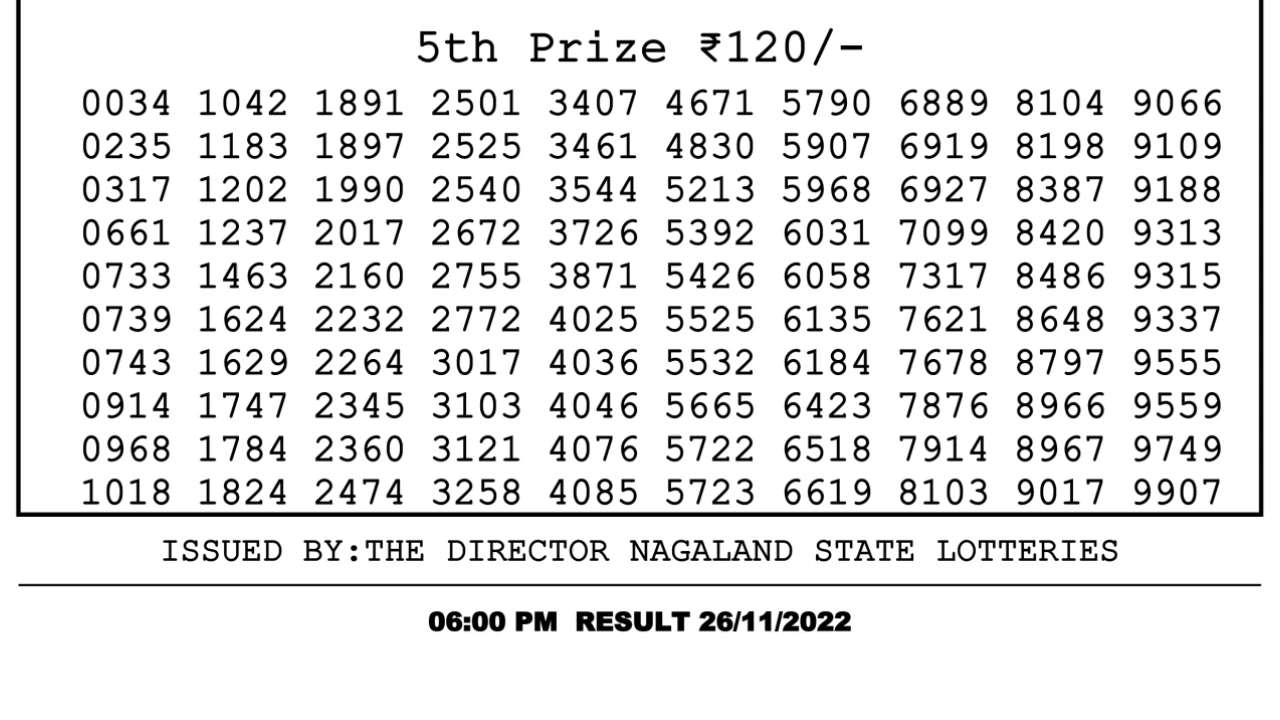 5th Prize ₹120/-
0034 1042 1891 2501 3407 4671 5790 6889 8104 9066
0235 1183 1897 2525 3461 4830 5907 6919 8198 9109
0317 1202 1990 2540 3544 5213 5968 6927 8387 9188
0661 1237 2017 2672 3726 5392 6031 7099 8420 9313
0733 1463 2160 2755 3871 5426 6058 7317 8486 9315
0739 1624 2232 2772 4025 5525 6135 7621 8648 9337
0743 1629 2264 3017 4036 5532 6184 7678 8797 9555
0914 1747 2345 3103 4046 5665 6423 7876 8966 9559
0968 1784 2360 3121 4076 5722 6518 7914 8967 9749
1018 1824 2474 3258 4085 5723 6619 8103 9017 9907
ISSUED BY:THE DIRECTOR NAGALAND STATE LOTTERIES
06:00 PM RESULT 26/11/2022